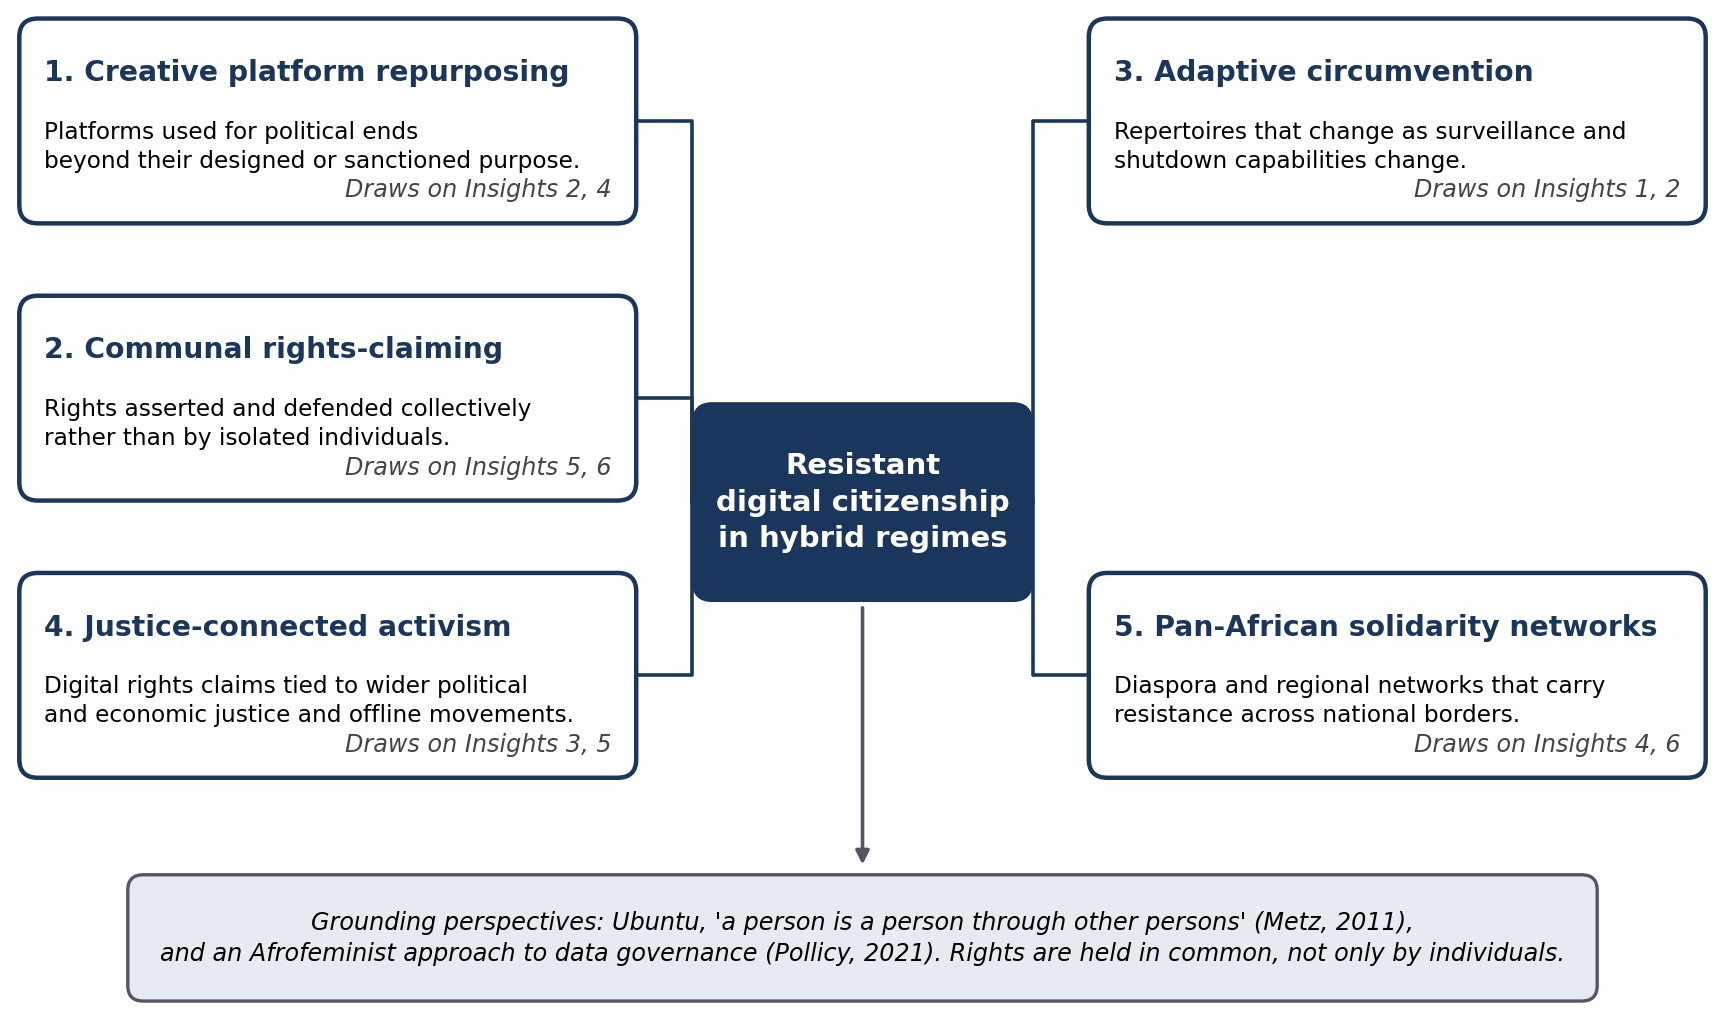 1. Creative platform repurposing
Platforms used for political ends
beyond their designed or sanctioned purpose.
Draws on Insights 2, 4
2. Communal rights-claiming
Rights asserted and defended collectively
rather than by isolated individuals.
Draws on Insights 5, 6
3. Adaptive circumvention
Repertoires that change as surveillance and
shutdown capabilities change.
Draws on Insights 1, 2
4. Justice-connected activism
Digital rights claims tied to wider political
and economic justice and offline movements.
Draws on Insights 3, 5
5. Pan-African solidarity networks
Diaspora and regional networks that carry
resistance across national borders.
Draws on Insights 4, 6
Resistant
digital citizenship
in hybrid regimes
Grounding perspectives: Ubuntu, 'a person is a person through other persons' (Metz, 2011),
and an Afrofeminist approach to data governance (Pollicy, 2021). Rights are held in common, not only by individuals.